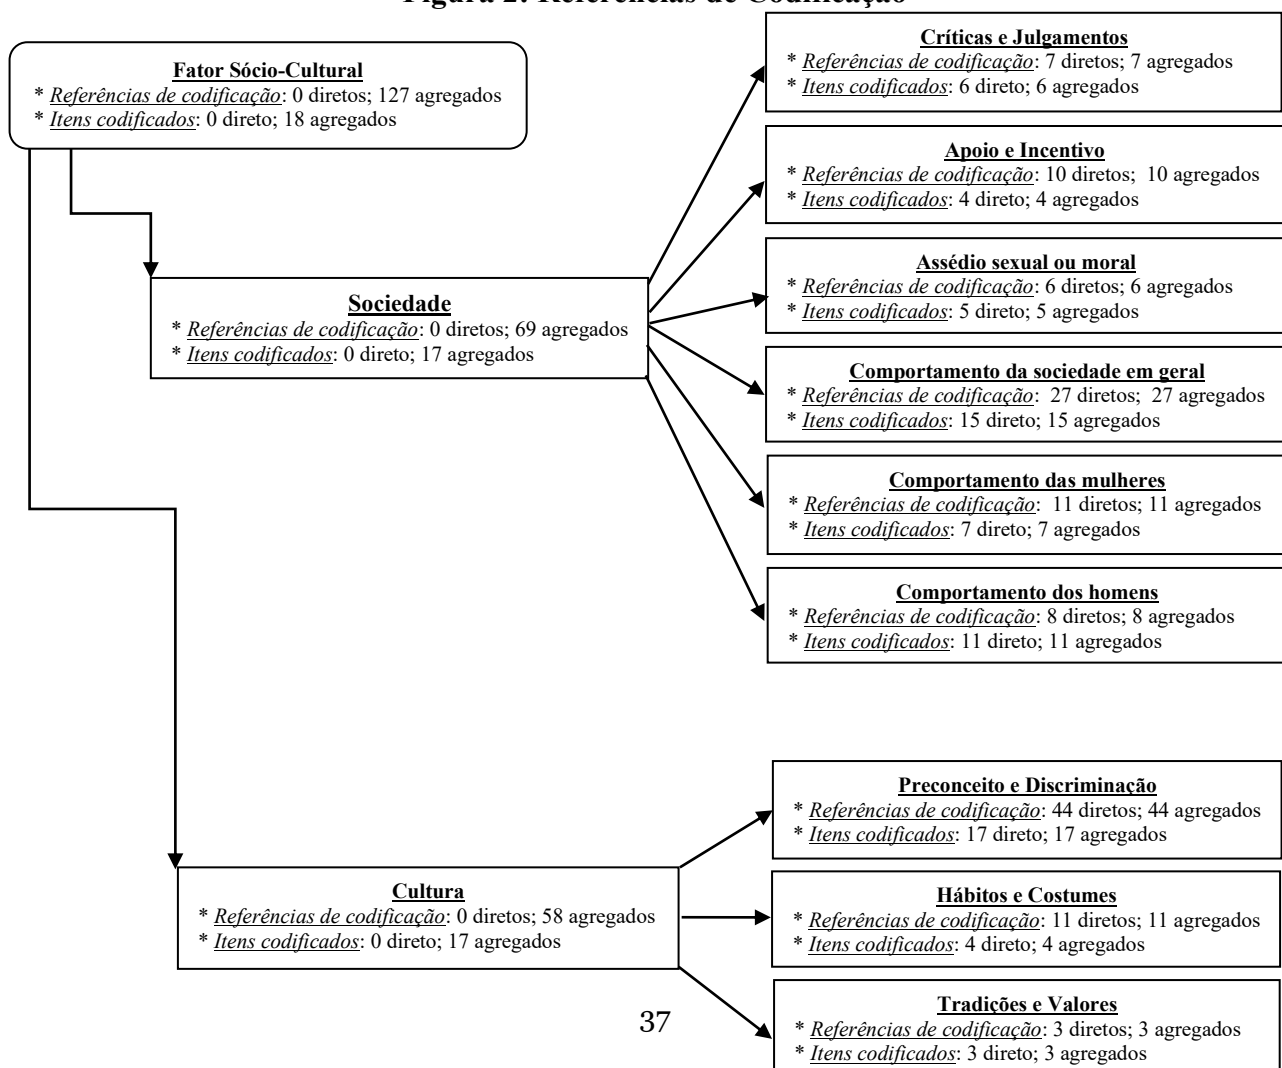 Figura 2: Referências de Codificação
Fator Sócio-Cultural
* Referências de codificação: 0 diretos; 127 agregados
* Itens codificados: 0 direto; 18 agregados
Sociedade
* Referências de codificação: 0 diretos; 69 agregados
* Itens codificados: 0 direto; 17 agregados
Críticas e Julgamentos
* Referências de codificação: 7 diretos; 7 agregados
* Itens codificados: 6 direto; 6 agregados
Apoio e Incentivo
* Referências de codificação: 10 diretos; 10 agregados
* Itens codificados: 4 direto; 4 agregados
Assédio sexual ou moral
* Referências de codificação: 6 diretos; 6 agregados
* Itens codificados: 5 direto; 5 agregados
Comportamento da sociedade em geral
* Referências de codificação: 27 diretos; 27 agregados
* Itens codificados: 15 direto; 15 agregados
Comportamento das mulheres
* Referências de codificação: 11 diretos; 11 agregados
* Itens codificados: 7 direto; 7 agregados
Comportamento dos homens
* Referências de codificação: 8 diretos; 8 agregados
* Itens codificados: 11 direto; 11 agregados
Cultura
* Referências de codificação: 0 diretos; 58 agregados
* Itens codificados: 0 direto; 17 agregados
Preconceito e Discriminação
* Referências de codificação: 44 diretos; 44 agregados
* Itens codificados: 17 direto; 17 agregados
Hábitos e Costumes
* Referências de codificação: 11 diretos; 11 agregados
* Itens codificados: 4 direto; 4 agregados
Tradições e Valores
* Referências de codificação: 3 diretos; 3 agregados
* Itens codificados: 3 direto; 3 agregados
37